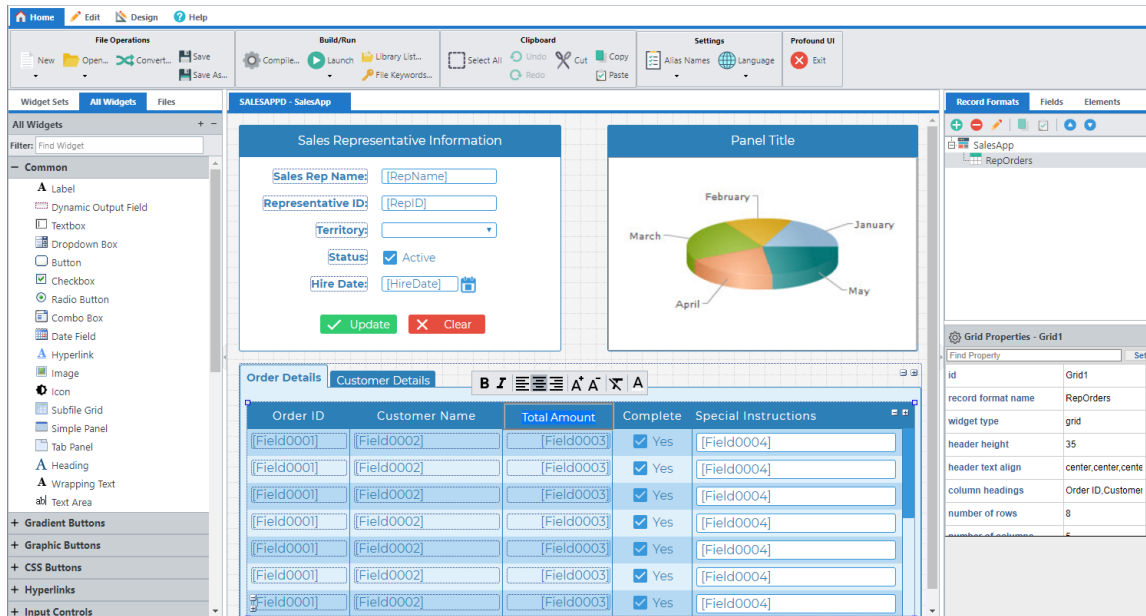 Home Edit Design Help
File Operations Build/Run Clipboard Settings Profound UI
New Open... Convert... Save Save As... Compile... Launch Library List... File Keywords... Select All Undo Redo Cut Copy Paste Alias Names Language Exit
Widget Sets All Widgets Files
All Widgets + −
Filter: Find Widget
− Common
A Label
Dynamic Output Field
Textbox
Dropdown Box
Button
Checkbox
Radio Button
Combo Box
Date Field
A Hyperlink
Image
Icon
Subfile Grid
Simple Panel
Tab Panel
A Heading
A Wrapping Text
ab Text Area
+ Gradient Buttons
+ Graphic Buttons
+ CSS Buttons
+ Hyperlinks
+ Input Controls
SALESAPPD - SalesApp
Sales Representative Information
Sales Rep Name: [RepName]
Representative ID: [RepID]
Territory:
Status: Active
Hire Date: [HireDate]
Update Clear
Panel Title
February
January
March
May
April
Order Details Customer Details
B I A+ A- A
Order ID Customer Name Total Amount Complete Special Instructions
[Field0001] [Field0002] [Field0003] Yes [Field0004]
[Field0001] [Field0002] [Field0003] Yes [Field0004]
[Field0001] [Field0002] [Field0003] Yes [Field0004]
[Field0001] [Field0002] [Field0003] Yes [Field0004]
[Field0001] [Field0002] [Field0003] Yes [Field0004]
[Field0001] [Field0002] [Field0003] Yes [Field0004]
[Field0001] [Field0002] [Field0003] Yes [Field0004]
Record Formats Fields Elements
SalesApp
RepOrders
Grid Properties - Grid1
Find Property Set
id Grid1
record format name RepOrders
widget type grid
header height 35
header text align center,center,cente
column headings Order ID,Customer
number of rows 8
number of columns 5